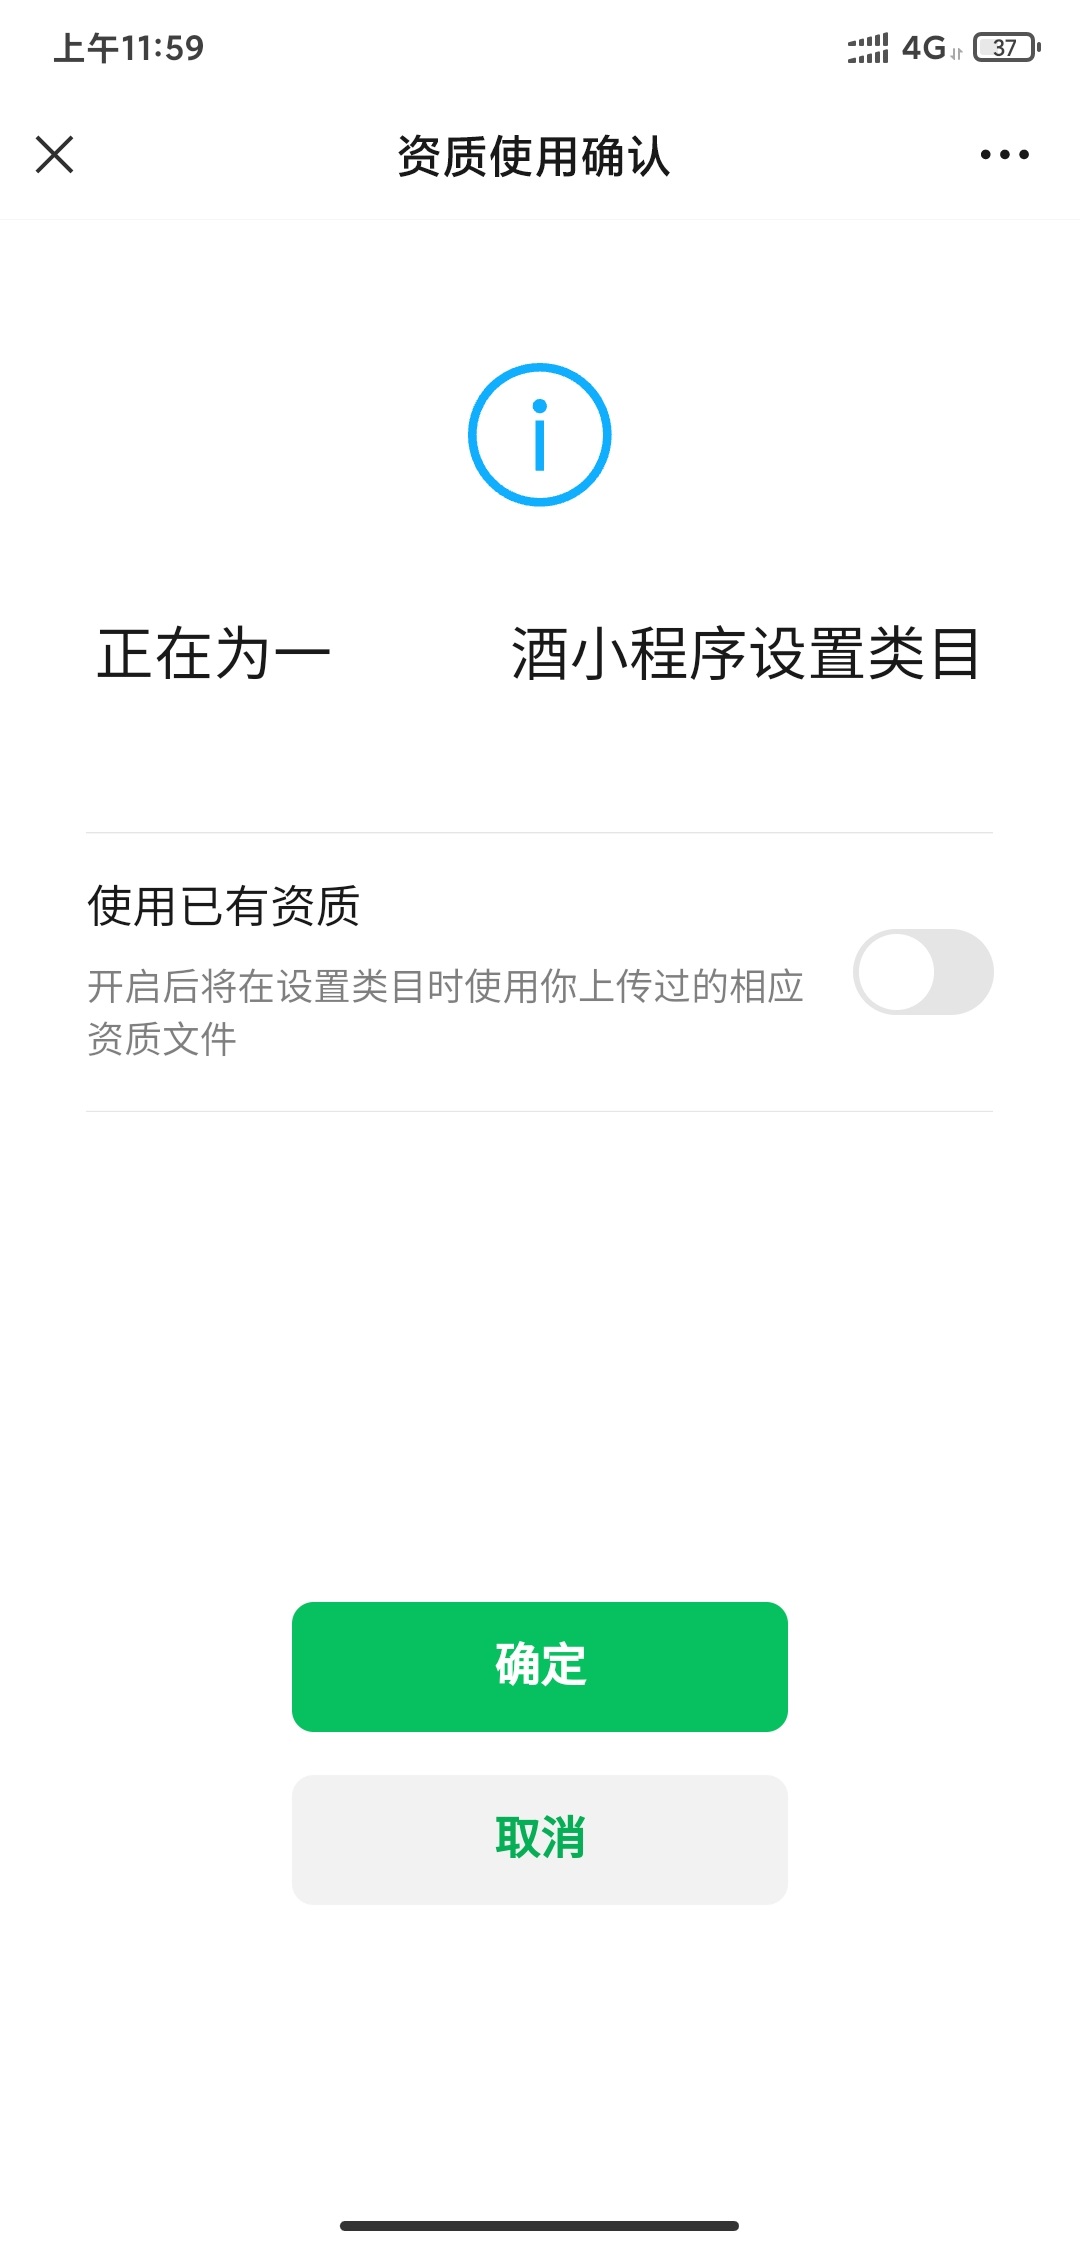 上午11:59
4G
37
资质使用确认
正在为一 酒小程序设置类目
使用已有资质
开启后将在设置类目时使用你上传过的相应
资质文件
确定
取消